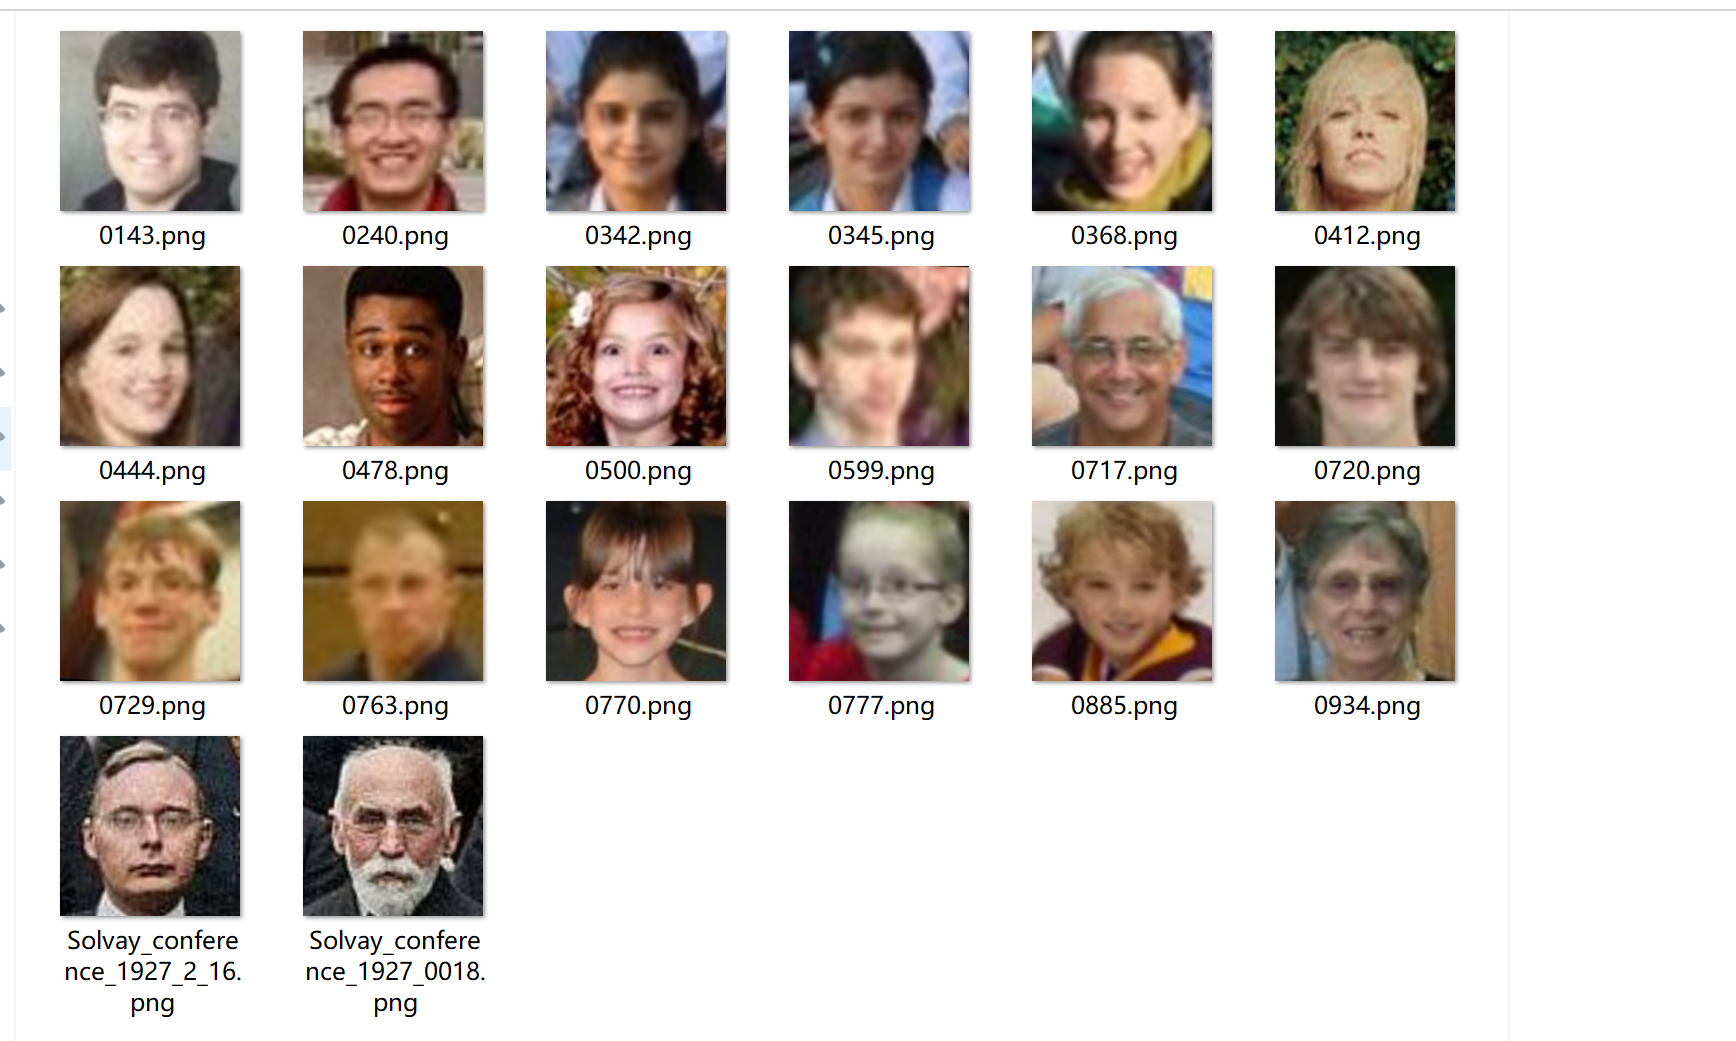 0143.png
0240.png
0342.png
0345.png
0368.png
0412.png
0444.png
0478.png
0500.png
0599.png
0717.png
0720.png
0729.png
0763.png
0770.png
0777.png
0885.png
0934.png
Solvay_confere
nce_1927_2_16.
png
Solvay_confere
nce_1927_0018.
png